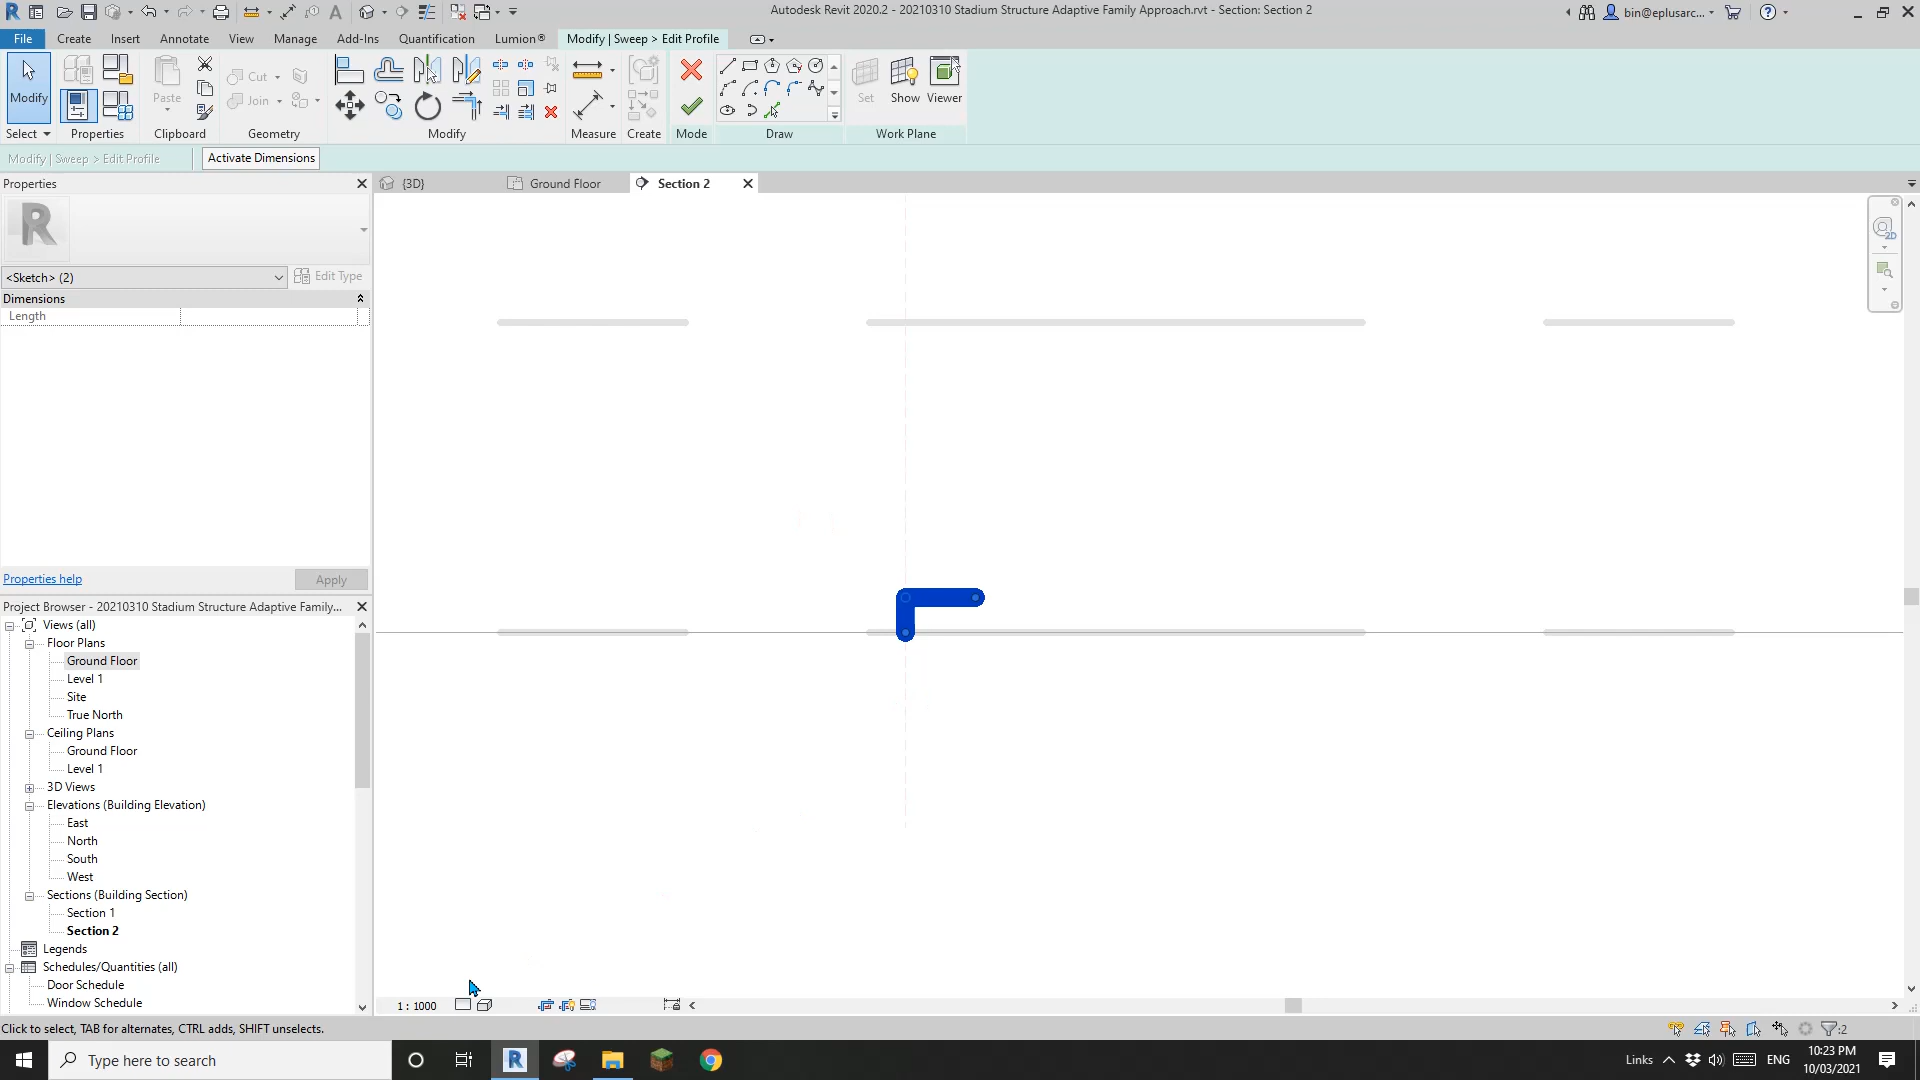 Autodesk Revit 2020.2 - 20210310 Stadium Structure Adaptive Family Approach.rvt - Section: Section 2
bin@eplusarc...
File Create Insert Annotate View Manage Add-Ins Quantification Lumion® Modify | Sweep > Edit Profile
Modify Paste Cut Join Set Show Viewer
Select Properties Clipboard Geometry Modify Measure Create Mode Draw Work Plane
Modify | Sweep > Edit Profile Activate Dimensions
Properties
{3D} Ground Floor Section 2
<Sketch> (2) Edit Type
Dimensions
Length
Properties help Apply
Project Browser - 20210310 Stadium Structure Adaptive Family...
Views (all)
Floor Plans
Ground Floor
Level 1
Site
True North
Ceiling Plans
Ground Floor
Level 1
3D Views
Elevations (Building Elevation)
East
North
South
West
Sections (Building Section)
Section 1
Section 2
Legends
Schedules/Quantities (all)
Door Schedule
Window Schedule
1 : 1000
Click to select, TAB for alternates, CTRL adds, SHIFT unselects.
:2
Type here to search
Links ENG
10:23 PM
10/03/2021